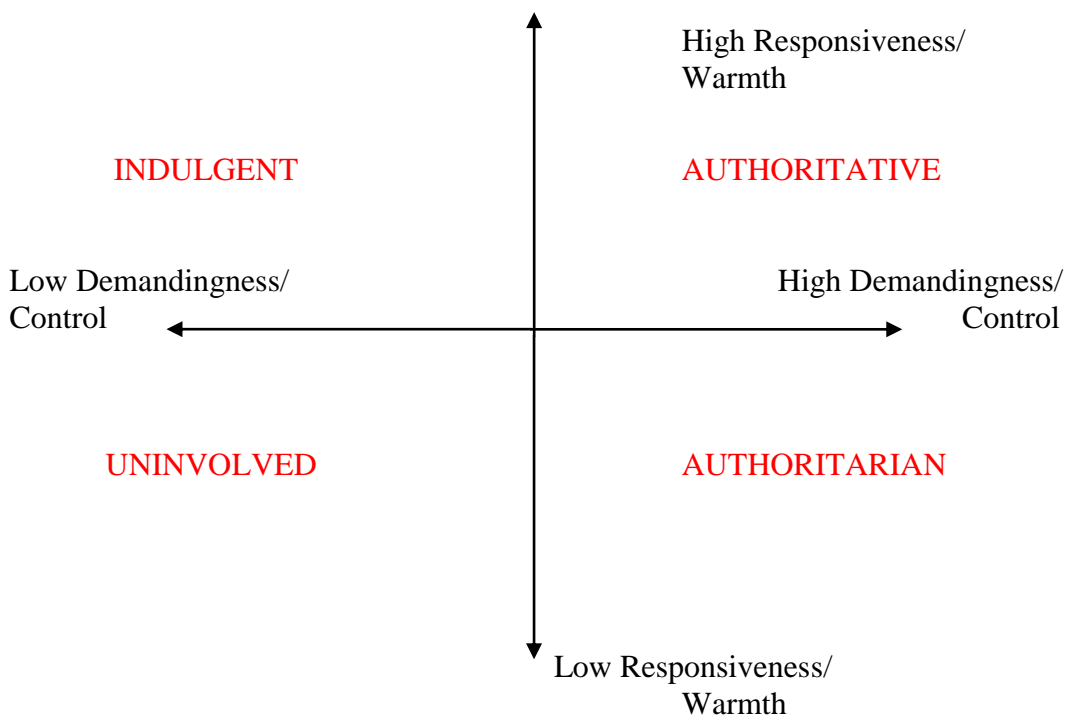 High Responsiveness/
Warmth
INDULGENT
AUTHORITATIVE
Low Demandingness/
Control
High Demandingness/
Control
UNINVOLVED
AUTHORITARIAN
Low Responsiveness/
Warmth